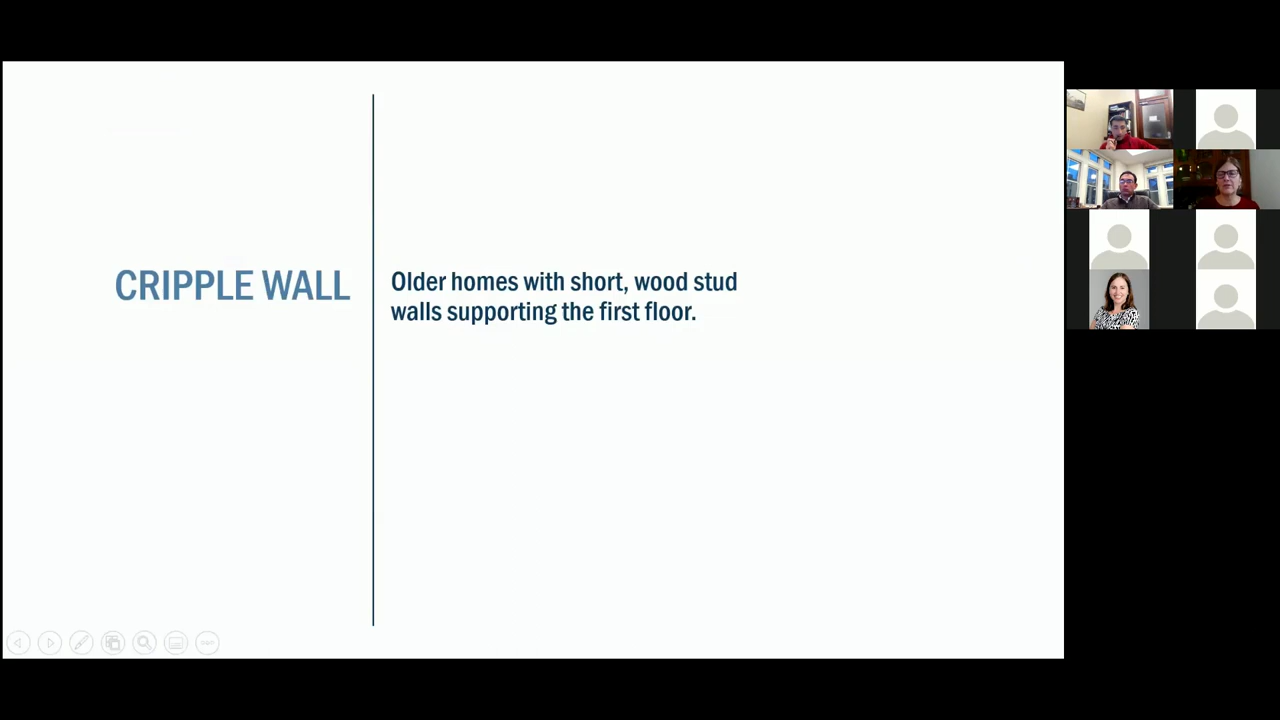 CRIPPLE WALL
Older homes with short, wood stud
walls supporting the first floor.